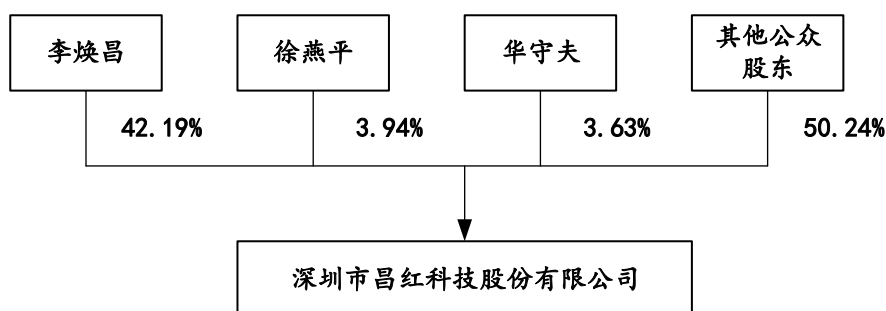 李焕昌
徐燕平
华守夫
其他公众
股东
42.19%
3.94%
3.63%
50.24%
深圳市昌红科技股份有限公司